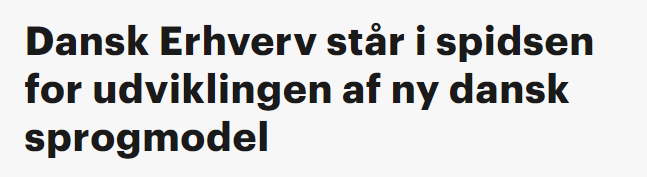 Dansk Erhverv står i spidsen
for udviklingen af ny dansk
sprogmodel